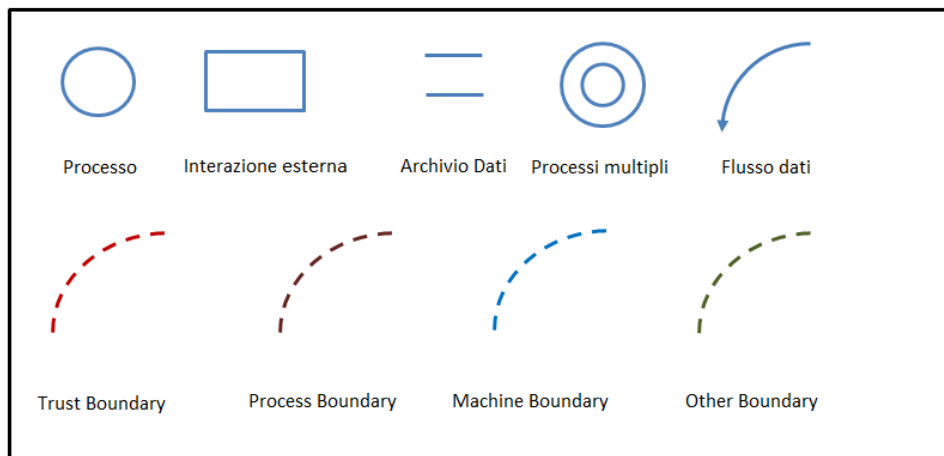 Processo
Interazione esterna
Archivio Dati
Processi multipli
Flusso dati
Trust Boundary
Process Boundary
Machine Boundary
Other Boundary